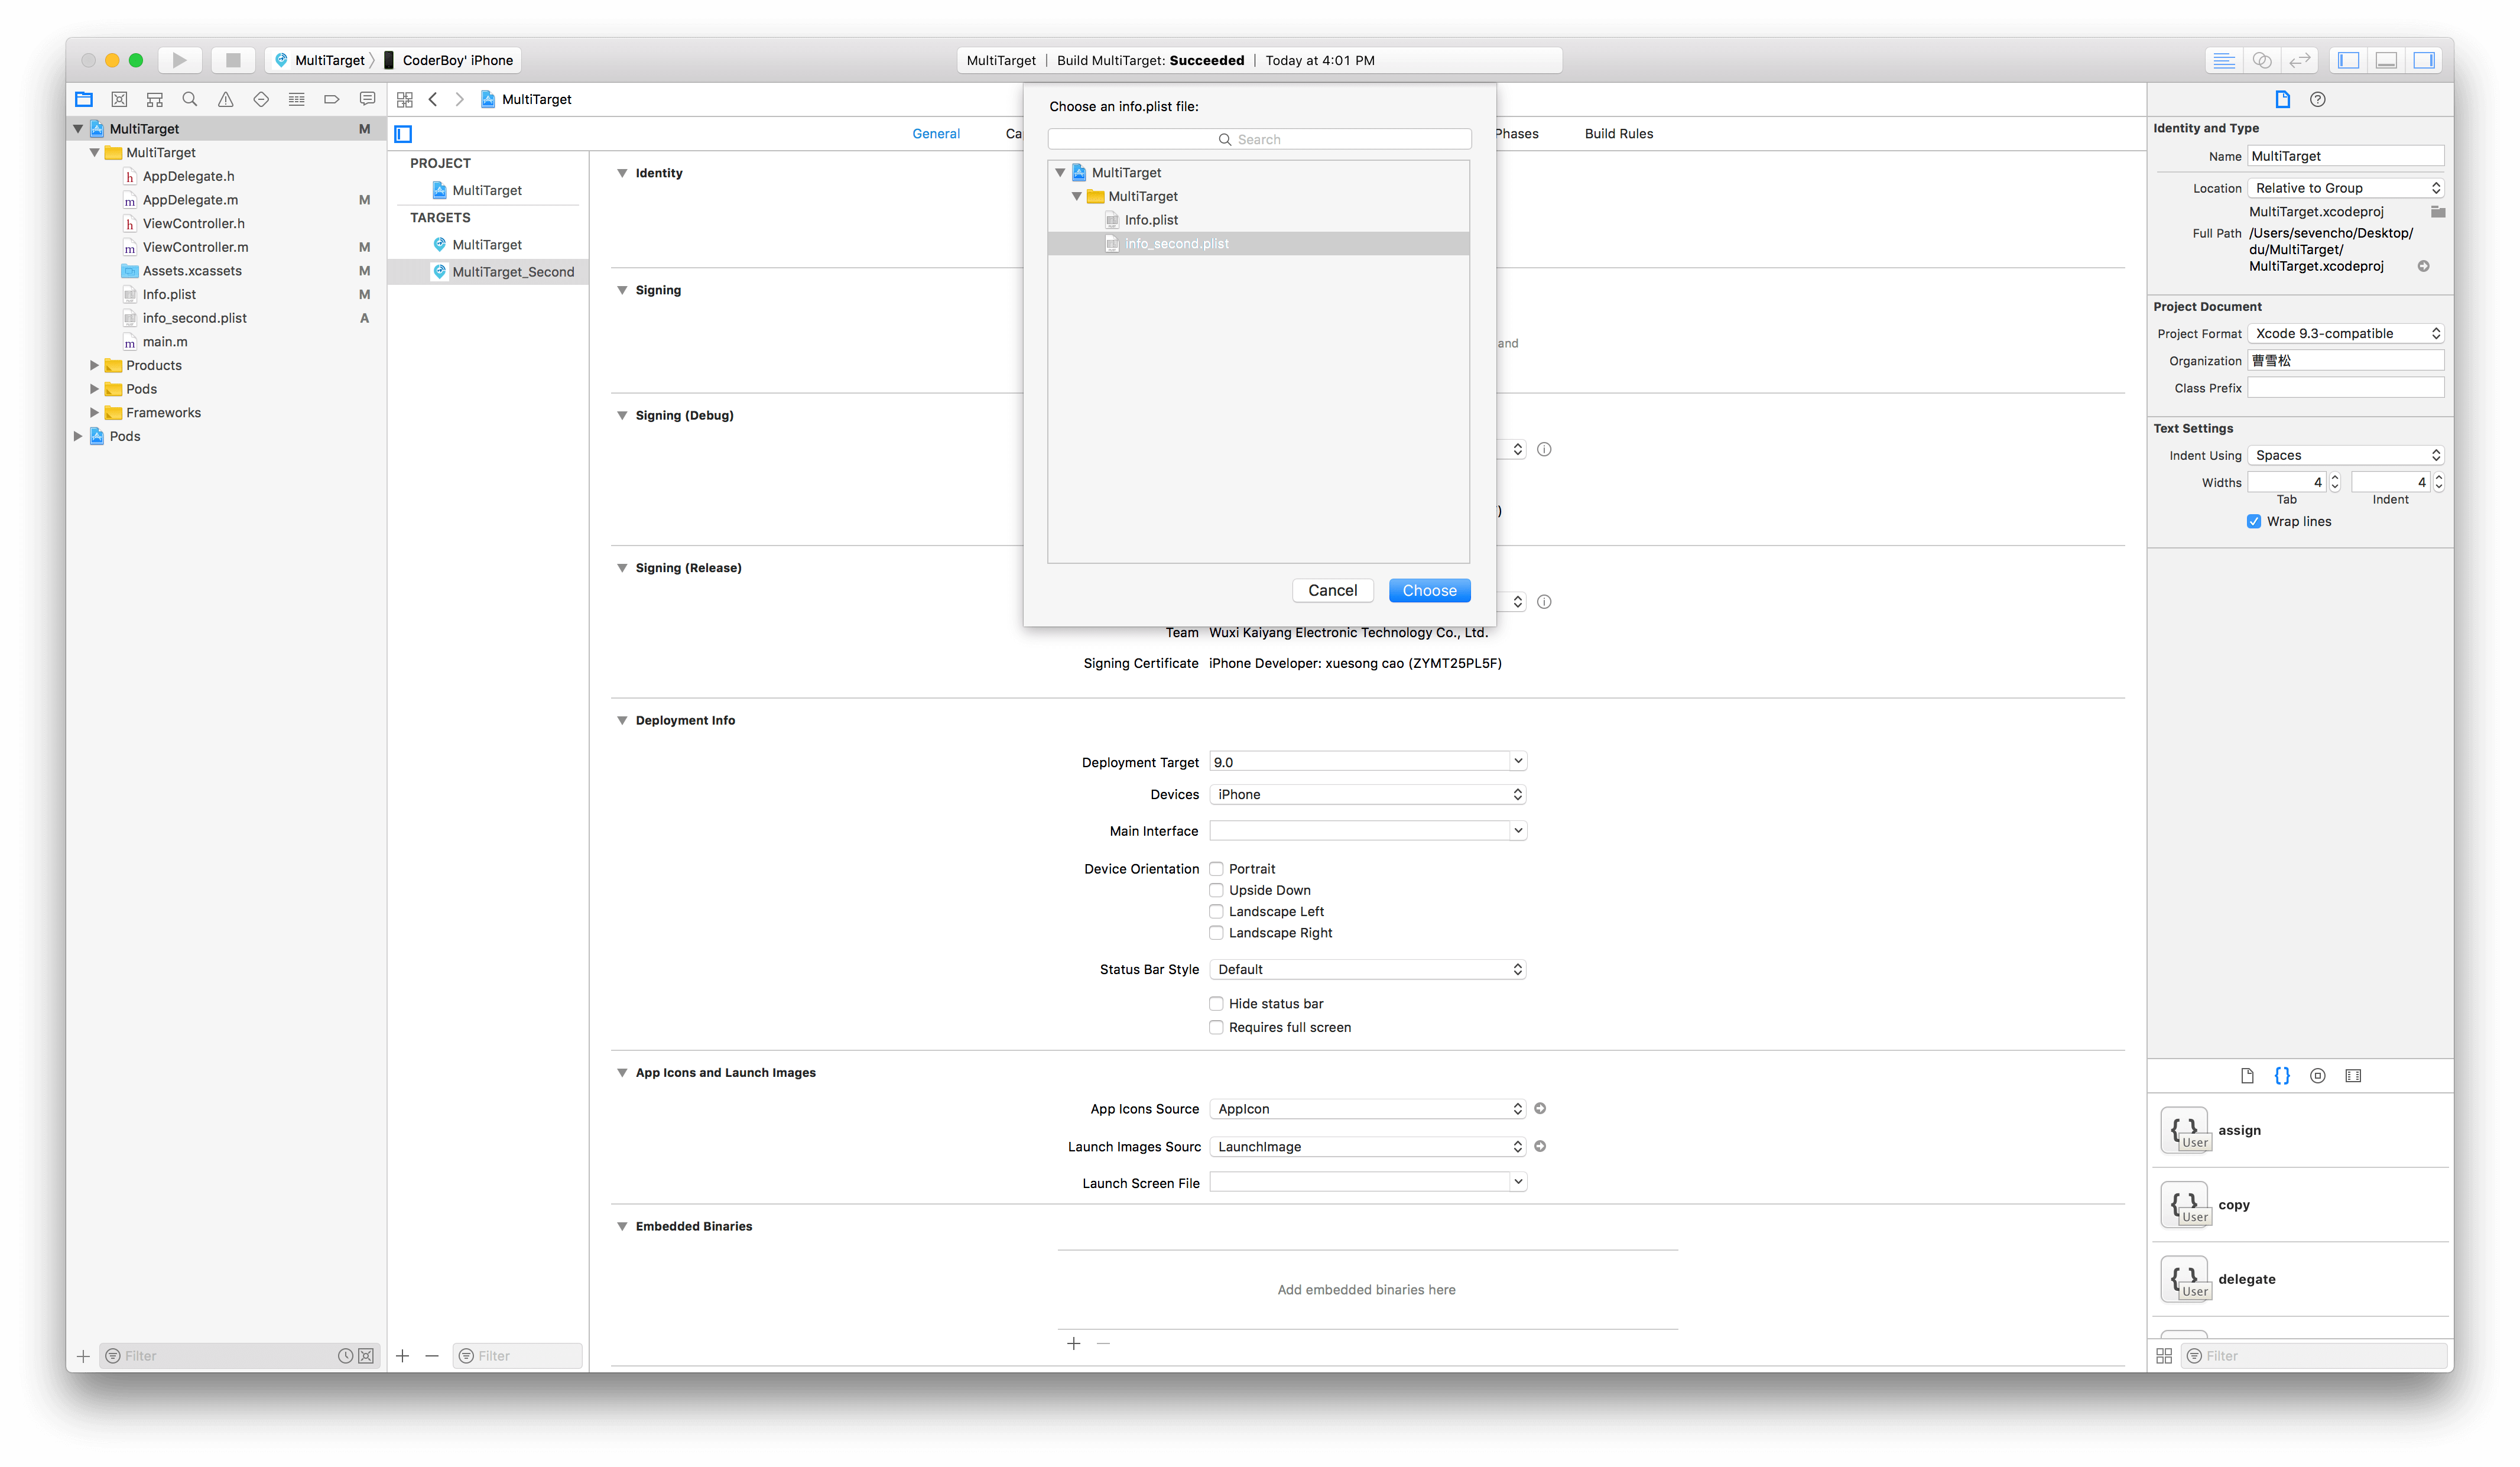 MultiTarget
CoderBoy' iPhone
MultiTarget | Build MultiTarget: Succeeded | Today at 4:01 PM
MultiTarget M
MultiTarget
h AppDelegate.h
m AppDelegate.m M
h ViewController.h
m ViewController.m M
Assets.xcassets M
Info.plist M
info_second.plist A
m main.m
Products
Pods
Frameworks
Pods
Filter
MultiTarget
General
Ca
Phases
Build Rules
PROJECT
MultiTarget
TARGETS
MultiTarget
MultiTarget_Second
Filter
Choose an info.plist file:
Search
MultiTarget
MultiTarget
Info.plist
info_second.plist
Cancel
Choose
Identity
Signing
and
Signing (Debug)
)
Signing (Release)
Team Wuxi Kaiyang Electronic Technology Co., Ltd.
Signing Certificate iPhone Developer: xuesong cao (ZYMT25PL5F)
Deployment Info
Deployment Target 9.0
Devices iPhone
Main Interface
Device Orientation Portrait
Upside Down
Landscape Left
Landscape Right
Status Bar Style Default
Hide status bar
Requires full screen
App Icons and Launch Images
App Icons Source AppIcon
Launch Images Sourc LaunchImage
Launch Screen File
Embedded Binaries
Add embedded binaries here
Identity and Type
Name MultiTarget
Location Relative to Group
MultiTarget.xcodeproj
Full Path /Users/sevencho/Desktop/
du/MultiTarget/
MultiTarget.xcodeproj
Project Document
Project Format Xcode 9.3-compatible
Organization 曹雪松
Class Prefix
Text Settings
Indent Using Spaces
Widths 4 4
Tab Indent
Wrap lines
{ } User assign
{ } User copy
{ } User delegate
Filter